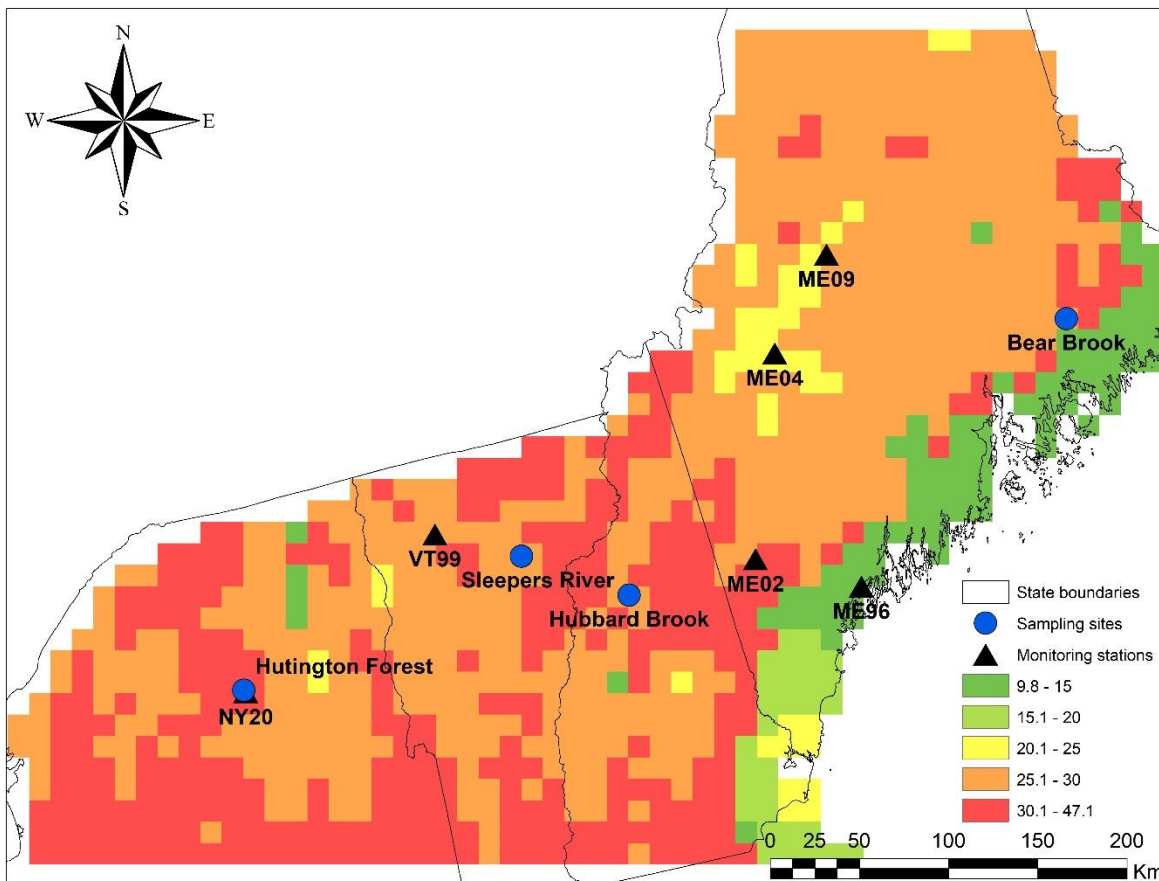 N
W
E
S
ME09
Bear Brook
ME04
VT99
Sleepers River
ME02
Hubbard Brook
ME96
Hutington Forest
NY20
State boundaries
Sampling sites
Monitoring stations
9.8 - 15
15.1 - 20
20.1 - 25
25.1 - 30
30.1 - 47.1
0 25 50 100 150 200
Km